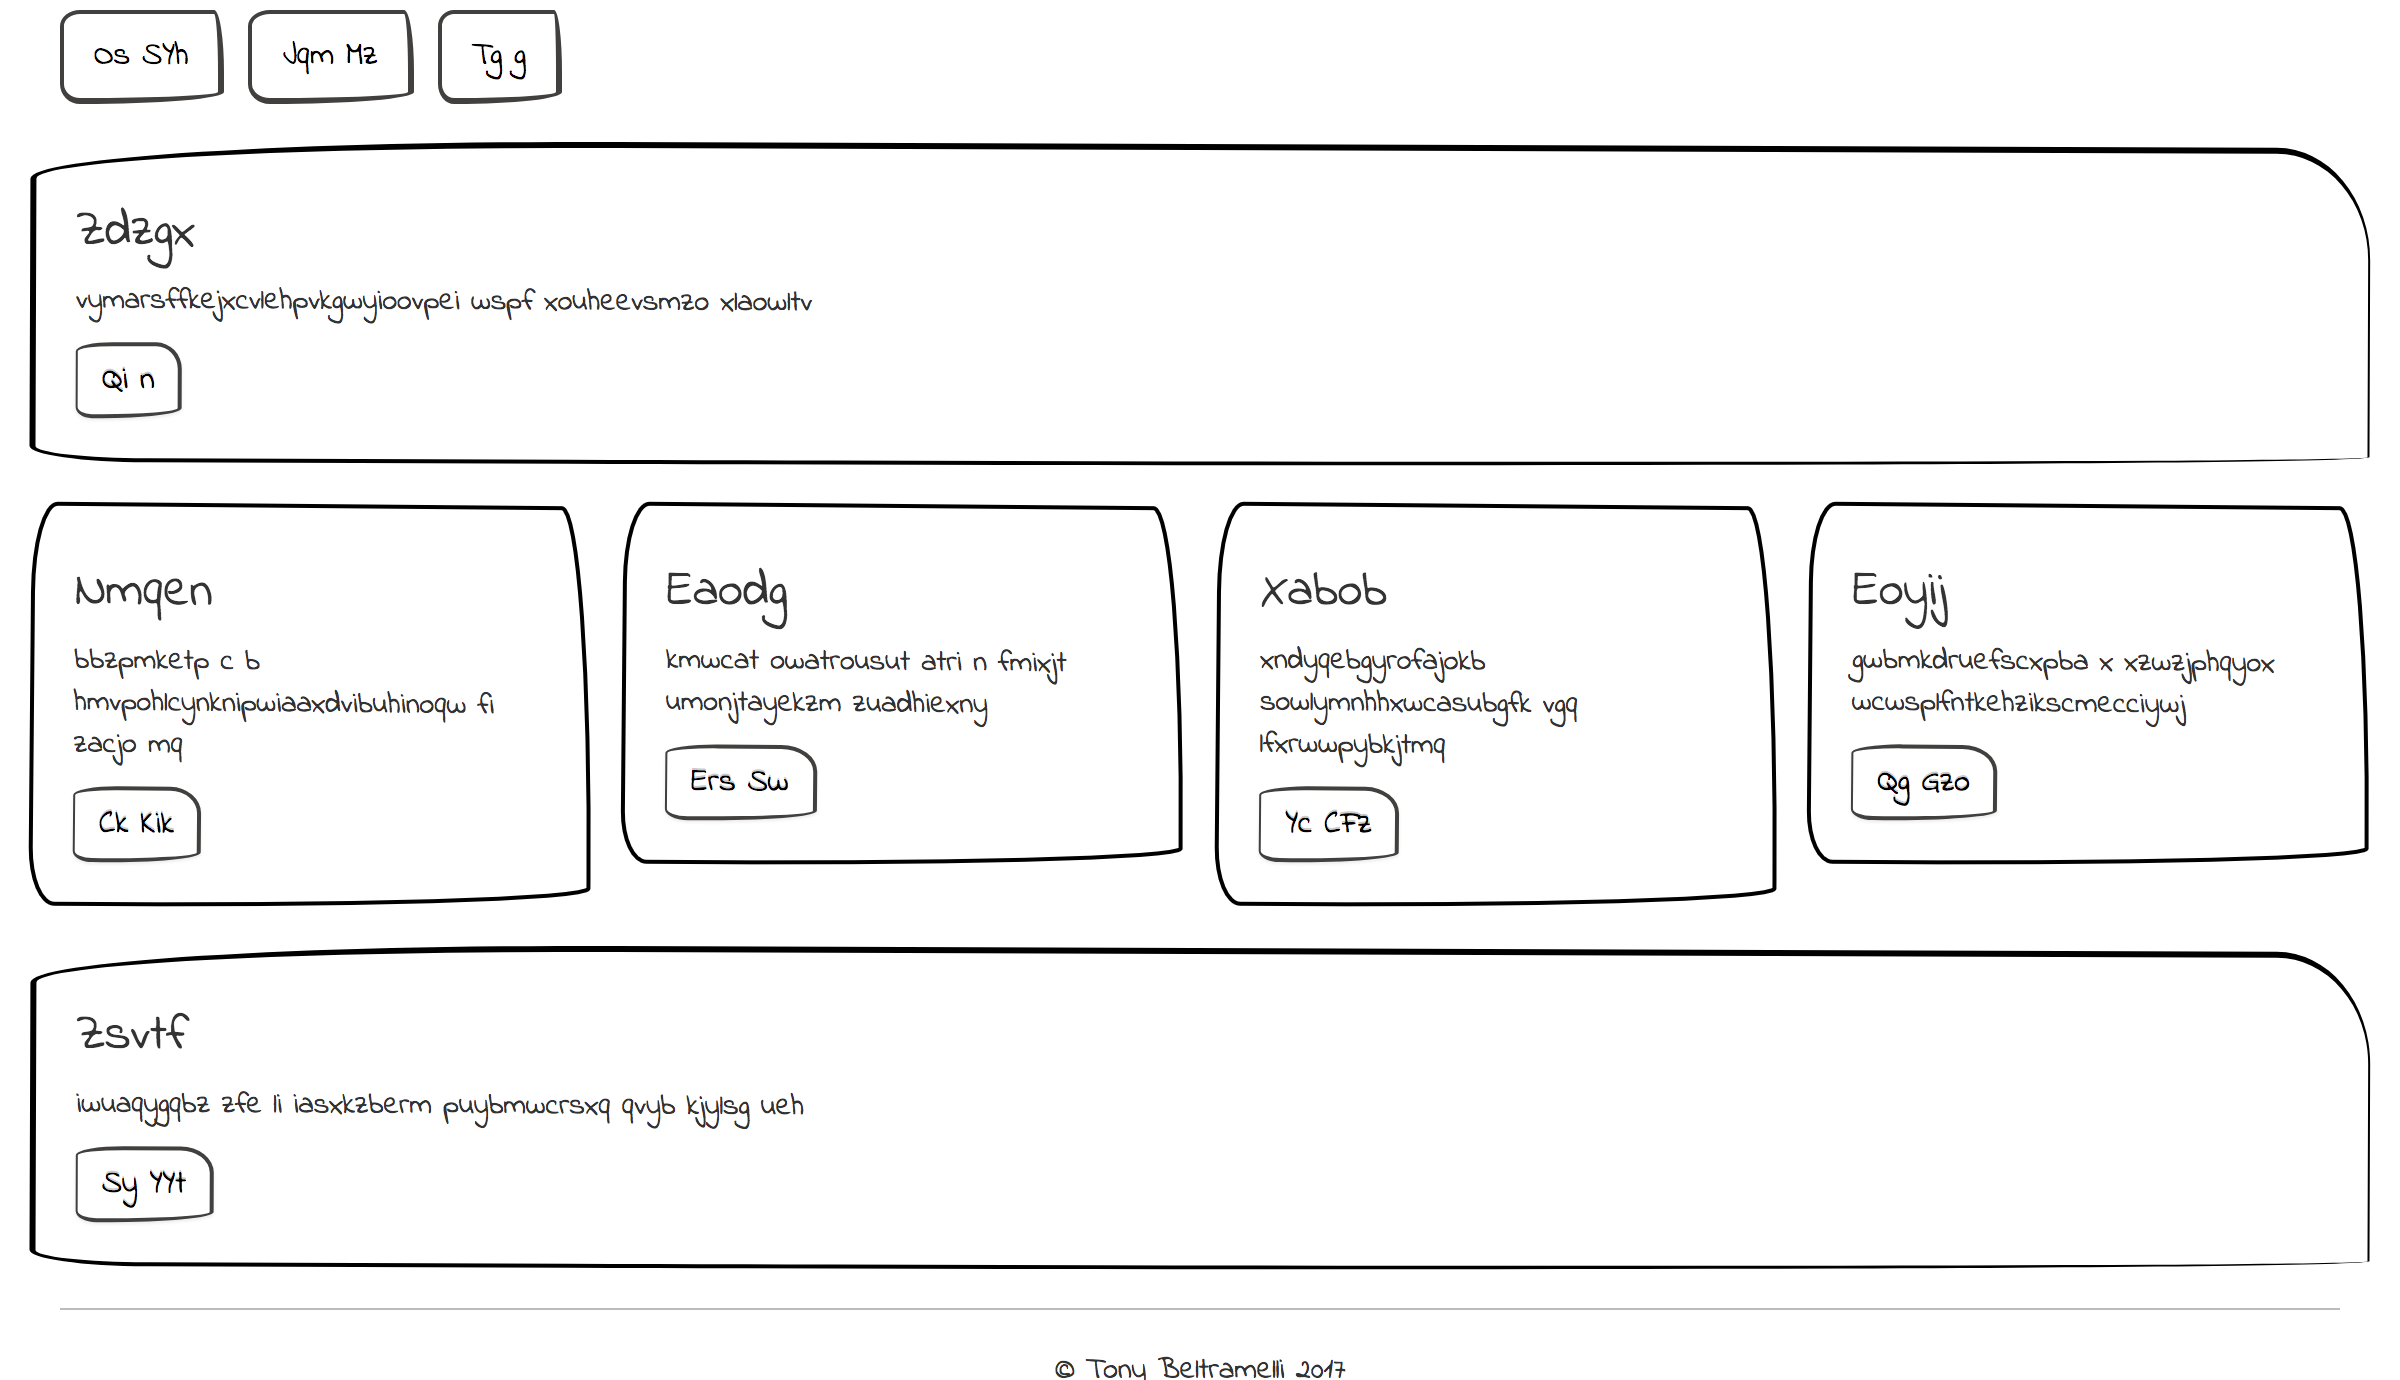 Os SYh
Jqm Mz
Tg g
Zdzgx
vymarsffkejxcvlehpvkgwyioovpei wspf xouheevsmzo xlaowltv
Qi n
Nmqen
bbzpmketp c b
hmvpohlcynknipwiaaxdvibuhinoqw fi
zacjo mq
Ck Kik
Eaodg
kmwcat owatrousut atri n fmixjt
umonjtayekzm zuadhiexny
Ers Sw
Xabob
xndyqebgyrofajokb
sowlymnhhxwcasubgfk vgq
lfxrwwpybkjtmq
Yc CFz
Eoyij
gwbmkdruefscxpba x xzwzjphqyox
wcwsplfntkehzikscmecciywj
Qg GZo
Zsvtf
iwuaqygqbz zfe li iasxkzberm puybmwcrsxq qvyb kjylsg ueh
Sy YYt
© Tony Beltramelli 2017